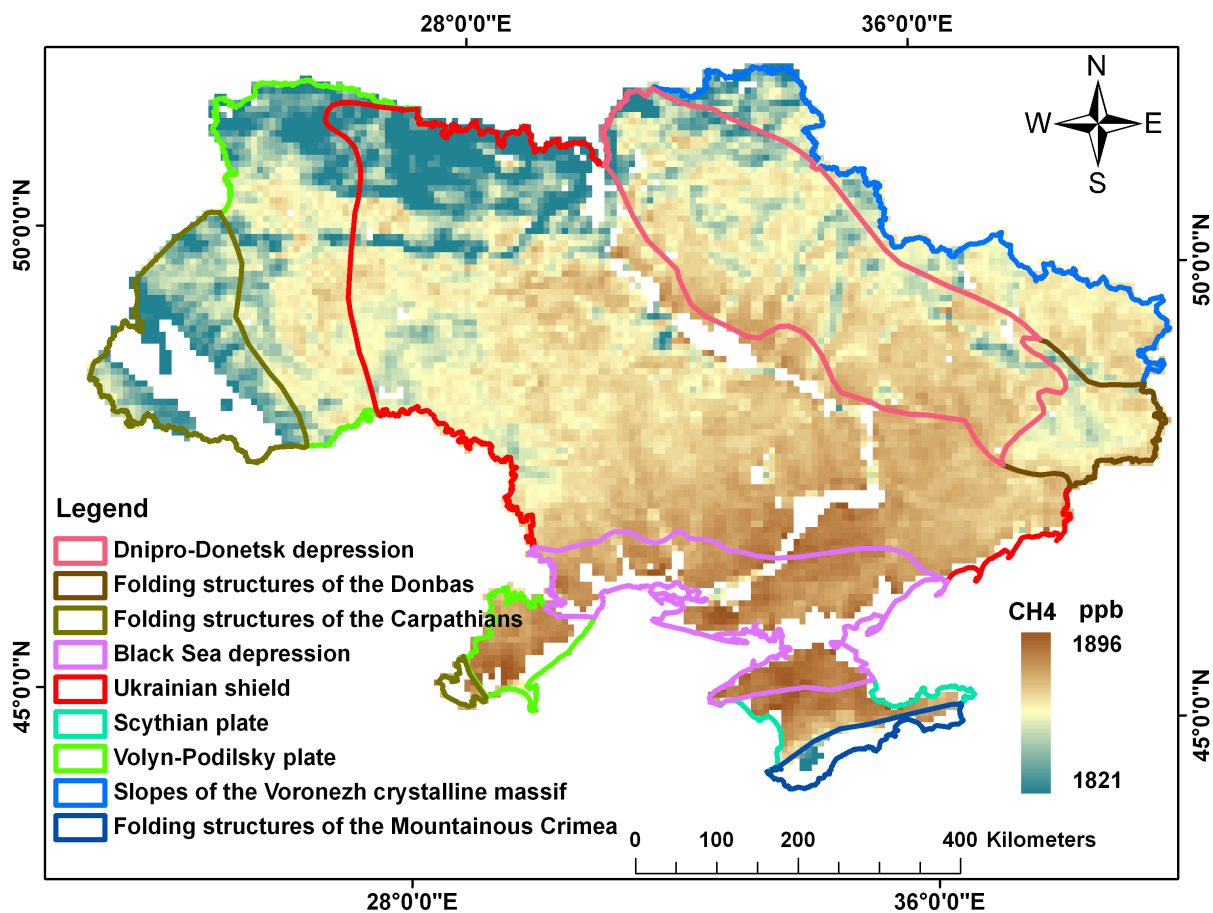 28°0'0"E
36°0'0"E
N
W
E
S
50°0'0"N
50°0'0"N
Legend
Dnipro-Donetsk depression
Folding structures of the Donbas
Folding structures of the Carpathians
Black Sea depression
Ukrainian shield
Scythian plate
Volyn-Podilsky plate
Slopes of the Voronezh crystalline massif
Folding structures of the Mountainous Crimea
CH4 ppb
1896
1821
45°0'0"N
45°0'0"N
0 100 200 400 Kilometers
28°0'0"E
36°0'0"E